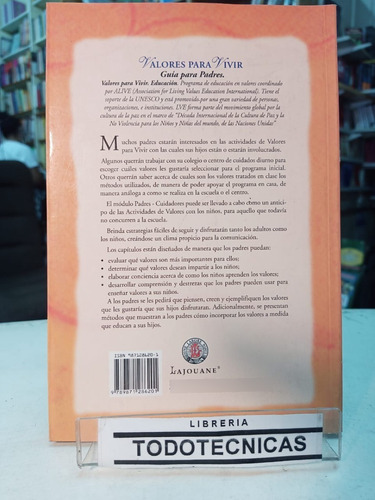 VALORES PARA VIVIR
Guía para Padres.
Valores para Vivir. Educación. Programa de educación en valores coordinado
por ALIVE (Association for Living Values Education International). Tiene el
soporte de la UNESCO y está promovido por una gran variedad de personas,
organizaciones, e instituciones. LVE forma parte del movimiento global por la
cultura de la paz en el marco de "Década Internacional de la Cultura de Paz y la
No Violencia para los Niños y Niñas del mundo, de las Naciones Unidas"
Muchos padres estarán interesados en las actividades de Valores
para Vivir con las cuales sus hijos están o estarán involucrados.
Algunos querrán trabajar con su colegio o centro de cuidados diurno para
escoger cuáles valores les gustaría seleccionar para el programa inicial.
Otros querrán saber acerca de cuales son los valores tratados en clase los
métodos utilizados, de manera de poder apoyar el programa en casa, de
manera análoga a como se realiza en la escuela o el centro.
El módulo Padres - Cuidadores puede ser llevado a cabo como un antici-
po de las Actividades de Valores con los niños, para aquello que todavía
no concurren a la escuela.
Brinda estrategias fáciles de seguir y disfrutarán tanto los adultos como
los niños, creándose un clima propicio para la comunicación.
Los capítulos están diseñados de manera que los padres puedan:
• evaluar qué valores son más importantes para ellos;
• determinar qué valores desean impartir a los niños;
• elaborar conciencia acerca de como los niños aprenden los valores;
• desarrollar comprensión y destrezas que los padres pueden usar para
enseñar valores a sus niños.
A los padres se les pedirá que piensen, creen y ejemplifiquen los valores
que les gustaría que sus hijos disfrutaran. Adicionalmente, se presentan
métodos que muestran a los padres cómo incorporar los valores a medida
que educan a sus hijos.
ISBN 987128620-1
9789871286201
LAJOUANE®
LIBRERIA
TODOTECNICAS